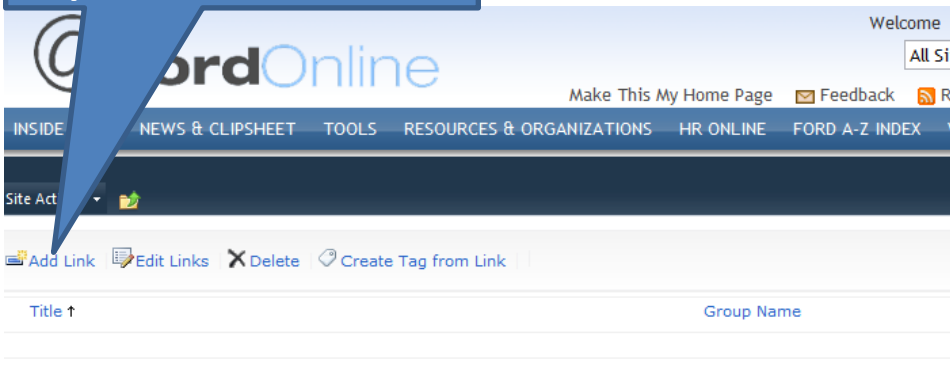 Welcome
@ ordOnline
All Si
Make This My Home Page Feedback R
INSIDE NEWS & CLIPSHEET TOOLS RESOURCES & ORGANIZATIONS HR ONLINE FORD A-Z INDEX
Site Act
Add Link Edit Links Delete Create Tag from Link
Title ↑ Group Name